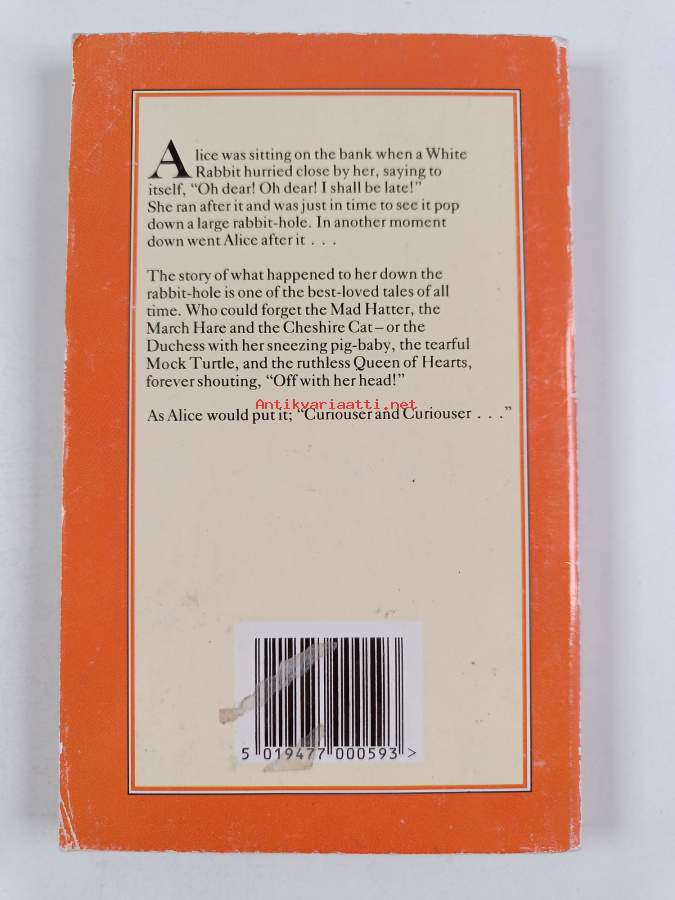 Alice was sitting on the bank when a White
Rabbit hurried close by her, saying to
itself, “Oh dear! Oh dear! I shall be late!”
She ran after it and was just in time to see it pop
down a large rabbit-hole. In another moment
down went Alice after it . . .
The story of what happened to her down the
rabbit-hole is one of the best-loved tales of all
time. Who could forget the Mad Hatter, the
March Hare and the Cheshire Cat – or the
Duchess with her sneezing pig-baby, the tearful
Mock Turtle, and the ruthless Queen of Hearts,
forever shouting, “Off with her head!”
Antikvariaatti.net
As Alice would put it; “Curiouser and Curiouser . . .”
5 019477 000593 >